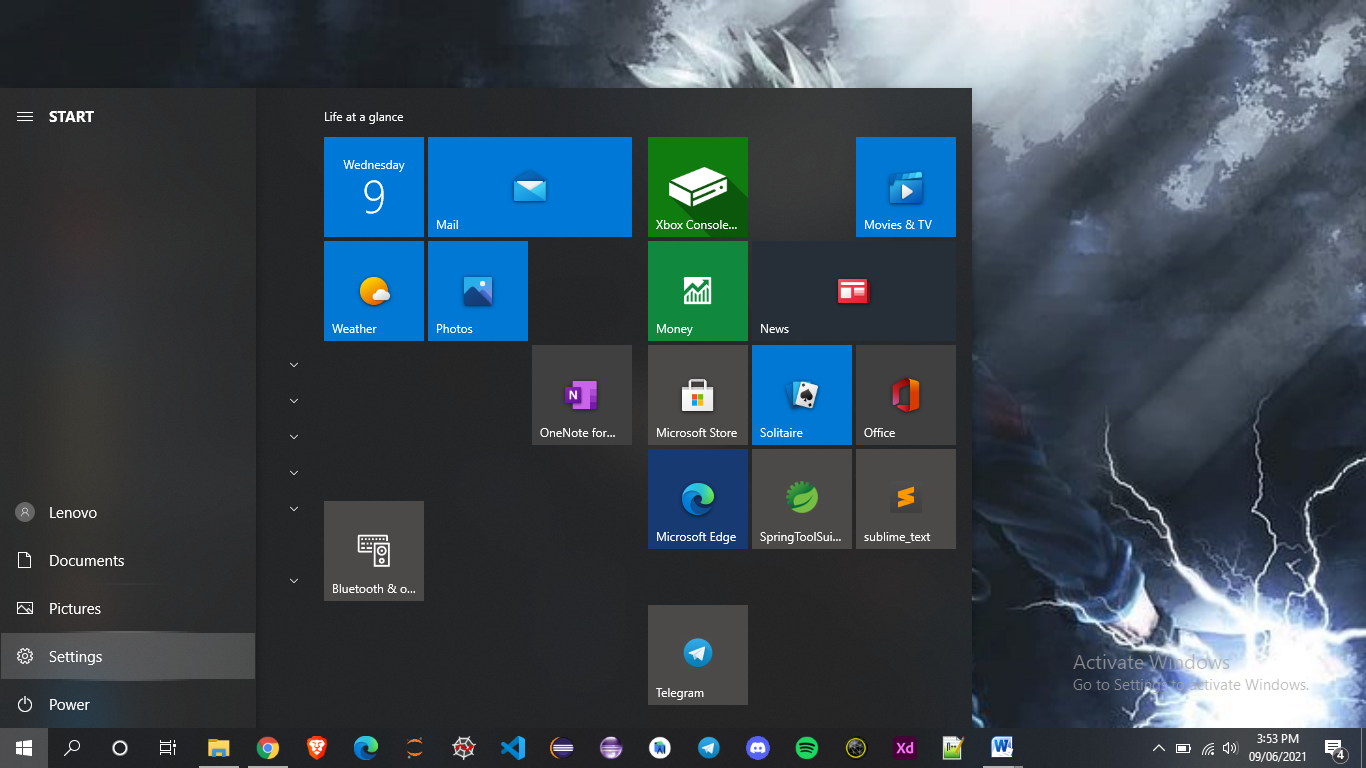 START
Life at a glance
Wednesday
9
Mail
Xbox Console...
Movies & TV
Weather
Photos
Money
News
OneNote for...
Microsoft Store
Solitaire
Office
Microsoft Edge
SpringToolSui...
sublime_text
Bluetooth & o...
Telegram
Lenovo
Documents
Pictures
Settings
Power
Activate Windows
Go to Settings to activate Windows.
Xd
3:53 PM
09/06/2021
4